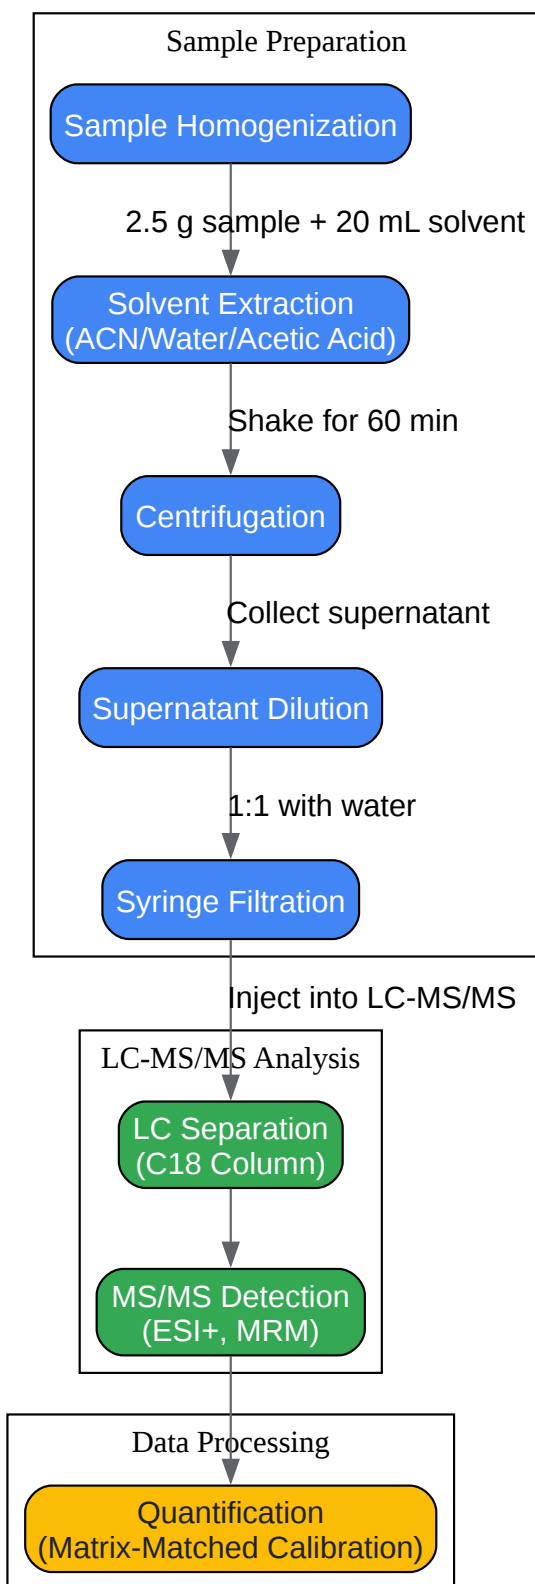 Sample Preparation
Sample Homogenization
2.5 g sample + 20 mL solvent
Solvent Extraction
(ACN/Water/Acetic Acid)
Shake for 60 min
Centrifugation
Collect supernatant
Supernatant Dilution
1:1 with water
Syringe Filtration
Inject into LC-MS/MS
LC-MS/MS Analysis
LC Separation
(C18 Column)
MS/MS Detection
(ESI+, MRM)
Data Processing
Quantification
(Matrix-Matched Calibration)